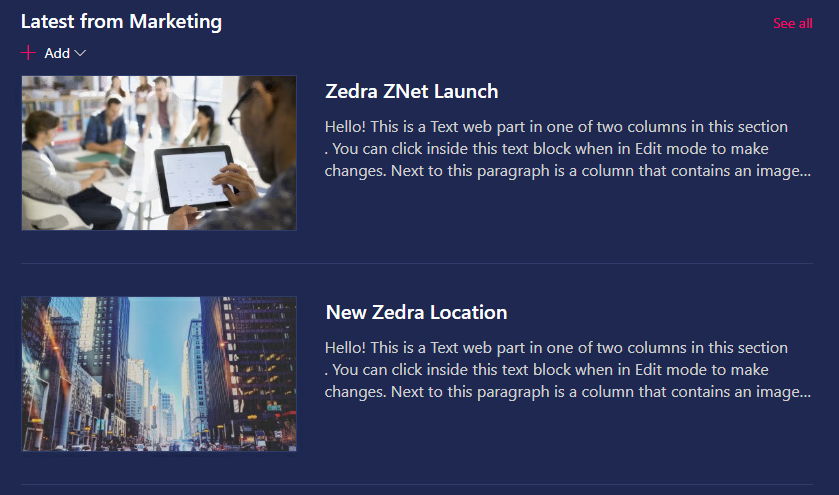 Latest from Marketing
See all
Add
Zedra ZNet Launch
Hello! This is a Text web part in one of two columns in this section
. You can click inside this text block when in Edit mode to make
changes. Next to this paragraph is a column that contains an image...
New Zedra Location
Hello! This is a Text web part in one of two columns in this section
. You can click inside this text block when in Edit mode to make
changes. Next to this paragraph is a column that contains an image...